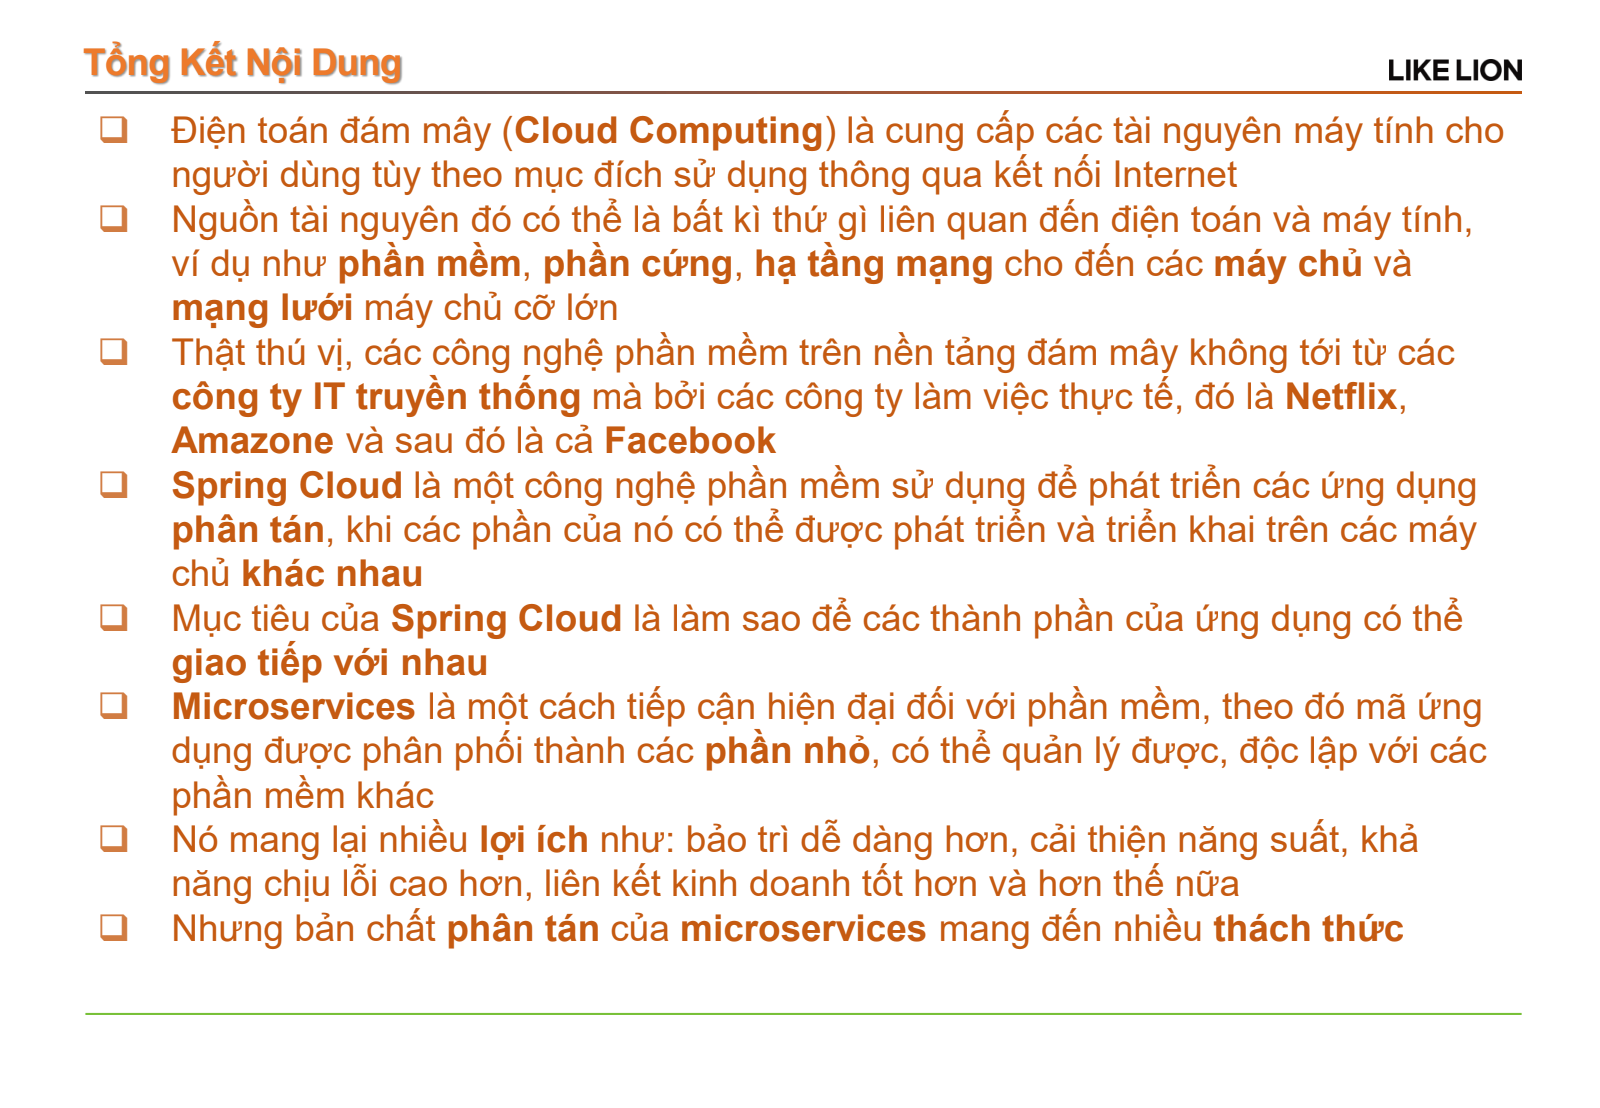 Tổng Kết Nội Dung
LIKE LION
Điện toán đám mây (Cloud Computing) là cung cấp các tài nguyên máy tính cho
người dùng tùy theo mục đích sử dụng thông qua kết nối Internet
Nguồn tài nguyên đó có thể là bất kì thứ gì liên quan đến điện toán và máy tính,
ví dụ như phần mềm, phần cứng, hạ tầng mạng cho đến các máy chủ và
mạng lưới máy chủ cỡ lớn
Thật thú vị, các công nghệ phần mềm trên nền tảng đám mây không tới từ các
công ty IT truyền thống mà bởi các công ty làm việc thực tế, đó là Netflix,
Amazone và sau đó là cả Facebook
Spring Cloud là một công nghệ phần mềm sử dụng để phát triển các ứng dụng
phân tán, khi các phần của nó có thể được phát triển và triển khai trên các máy
chủ khác nhau
Mục tiêu của Spring Cloud là làm sao để các thành phần của ứng dụng có thể
giao tiếp với nhau
Microservices là một cách tiếp cận hiện đại đối với phần mềm, theo đó mã ứng
dụng được phân phối thành các phần nhỏ, có thể quản lý được, độc lập với các
phần mềm khác
Nó mang lại nhiều lợi ích như: bảo trì dễ dàng hơn, cải thiện năng suất, khả
năng chịu lỗi cao hơn, liên kết kinh doanh tốt hơn và hơn thế nữa
Nhưng bản chất phân tán của microservices mang đến nhiều thách thức